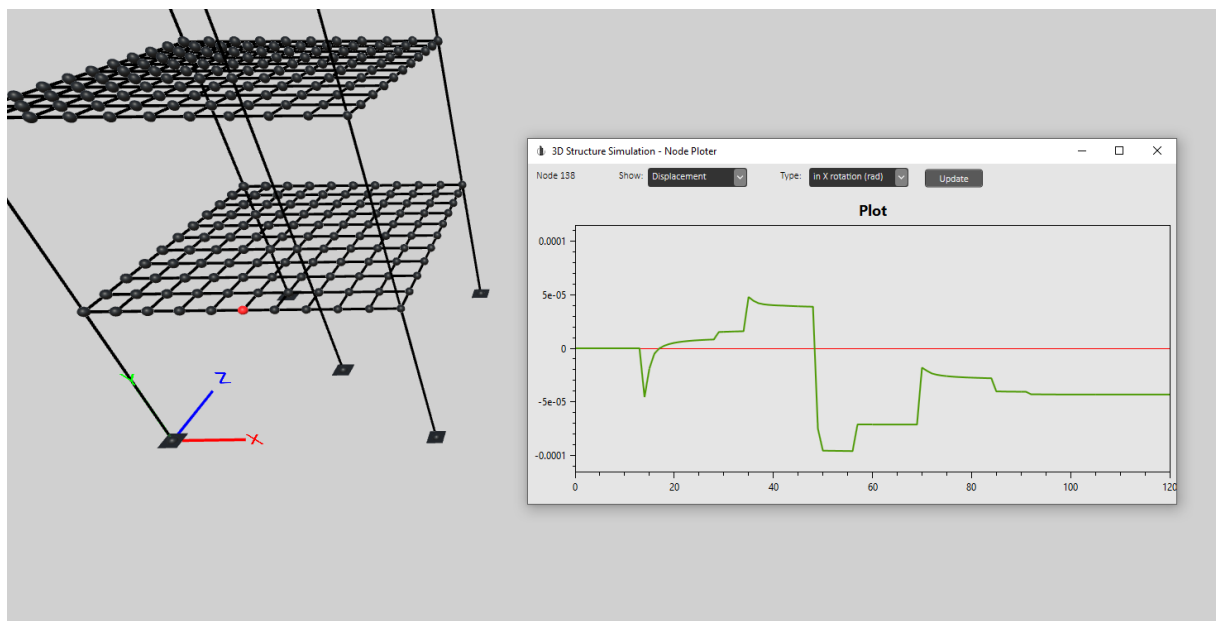 3D Structure Simulation - Node Ploter
Node 138 Show: Displacement Type: in X rotation (rad) Update
Plot
0.0001
5e-05
0
-5e-05
-0.0001
0 20 40 60 80 100 120
Y
Z
X